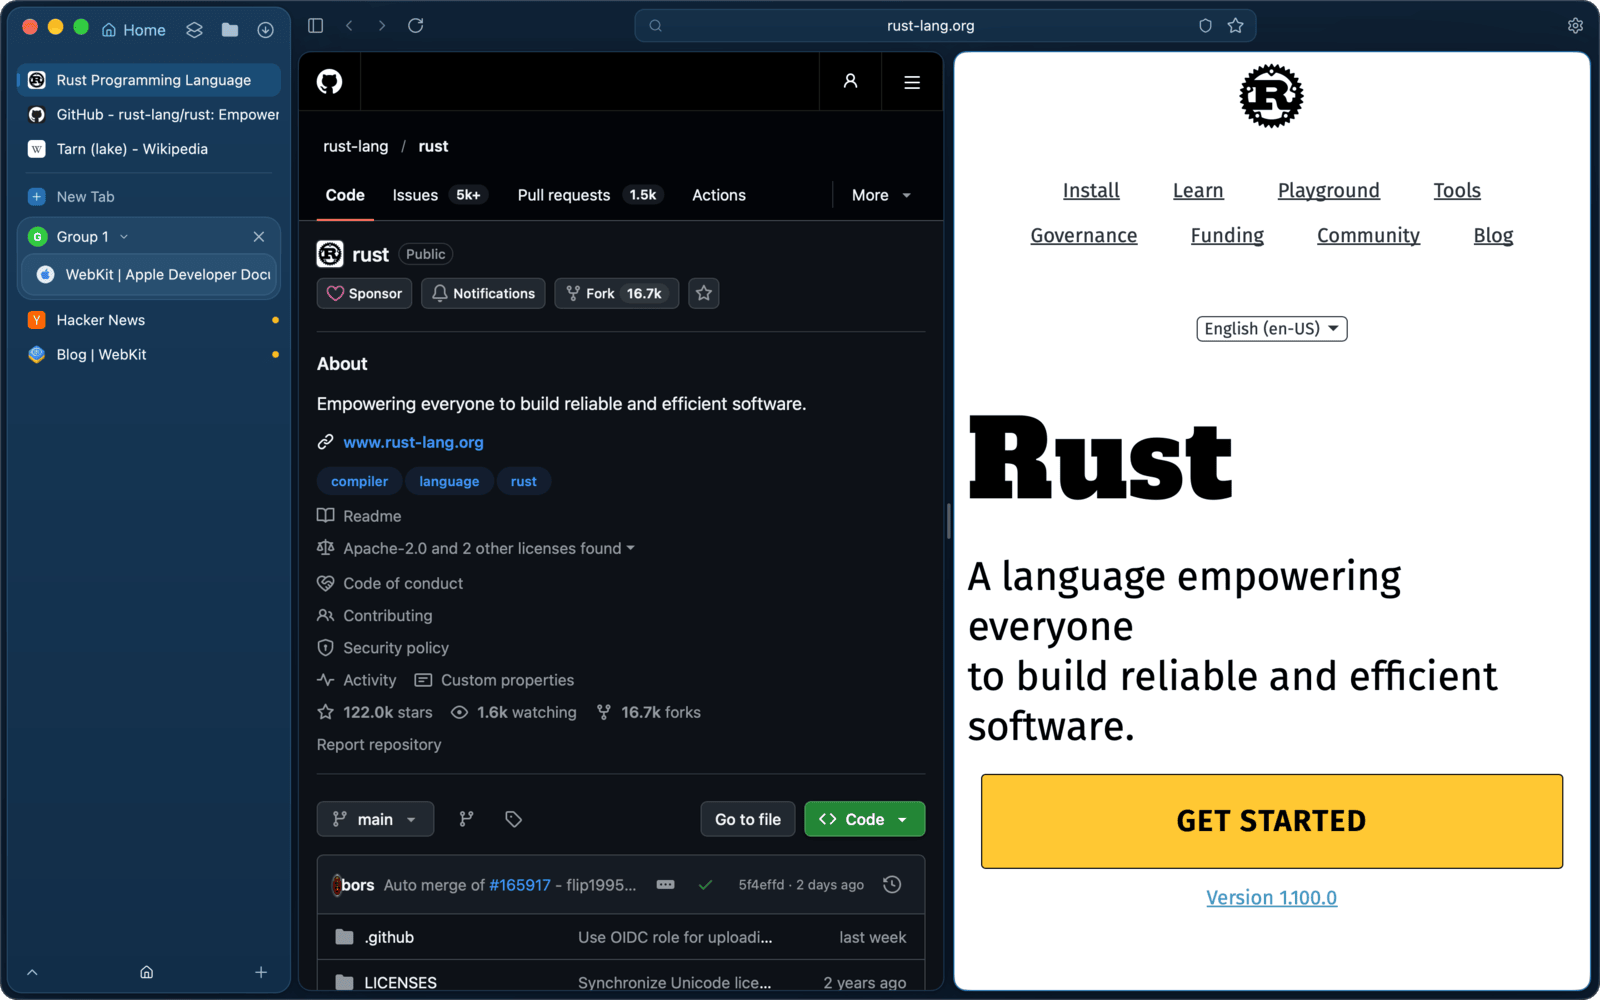 Home
Rust Programming Language
GitHub - rust-lang/rust: Empower
W Tarn (lake) - Wikipedia
New Tab
G Group 1
WebKit | Apple Developer Docu
Y Hacker News
Blog | WebKit
rust-lang.org
rust-lang / rust
Code Issues 5k+ Pull requests 1.5k Actions More
rust Public
Sponsor Notifications Fork 16.7k
About
Empowering everyone to build reliable and efficient software.
www.rust-lang.org
compiler language rust
Readme
Apache-2.0 and 2 other licenses found
Code of conduct
Contributing
Security policy
Activity Custom properties
122.0k stars 1.6k watching 16.7k forks
Report repository
main Go to file Code
bors Auto merge of #165917 - flip1995... 5f4effd · 2 days ago
.github Use OIDC role for uploadi... last week
LICENSES Synchronize Unicode lice... 2 years ago
R
Install Learn Playground Tools
Governance Funding Community Blog
English (en-US)
Rust
A language empowering
everyone
to build reliable and efficient
software.
GET STARTED
Version 1.100.0